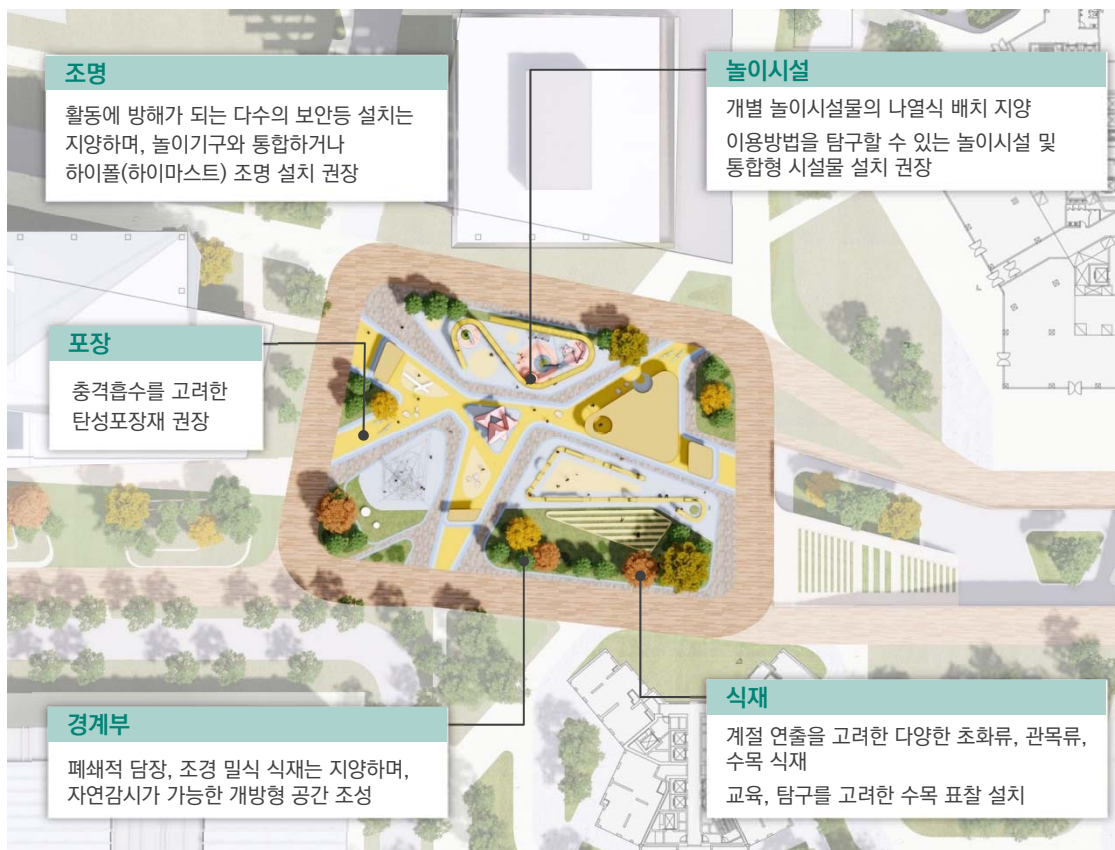 조명
활동에 방해가 되는 다수의 보안등 설치는
지양하며, 놀이기구와 통합하거나
하이폴(하이마스트) 조명 설치 권장
놀이시설
개별 놀이시설물의 나열식 배치 지양
이용방법을 탐구할 수 있는 놀이시설 및
통합형 시설물 설치 권장
포장
충격흡수를 고려한
탄성포장재 권장
경계부
폐쇄적 담장, 조경 밀식 식재는 지양하며,
자연감시가 가능한 개방형 공간 조성
식재
계절 연출을 고려한 다양한 초화류, 관목류,
수목 식재
교육, 탐구를 고려한 수목 표찰 설치